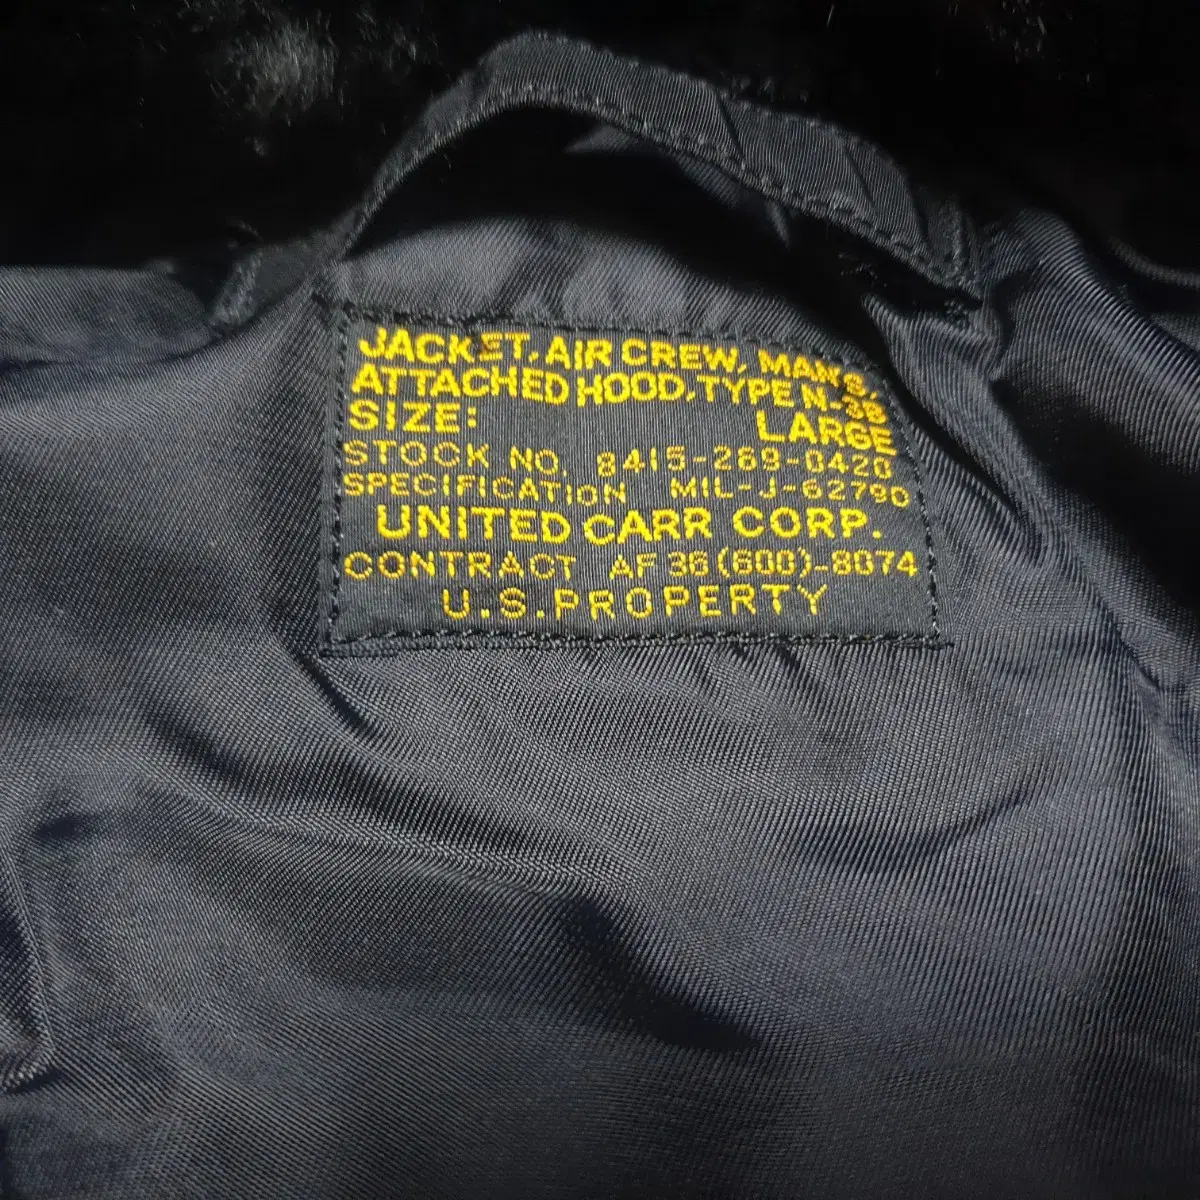 JACKET, AIR CREW, MAN'S,
ATTACHED HOOD, TYPE N-3B
SIZE: LARGE
STOCK NO. 8415-269-0420
SPECIFICATION MIL-J-62790
UNITED CARR CORP.
CONTRACT AF 36(600)-8074
U.S. PROPERTY